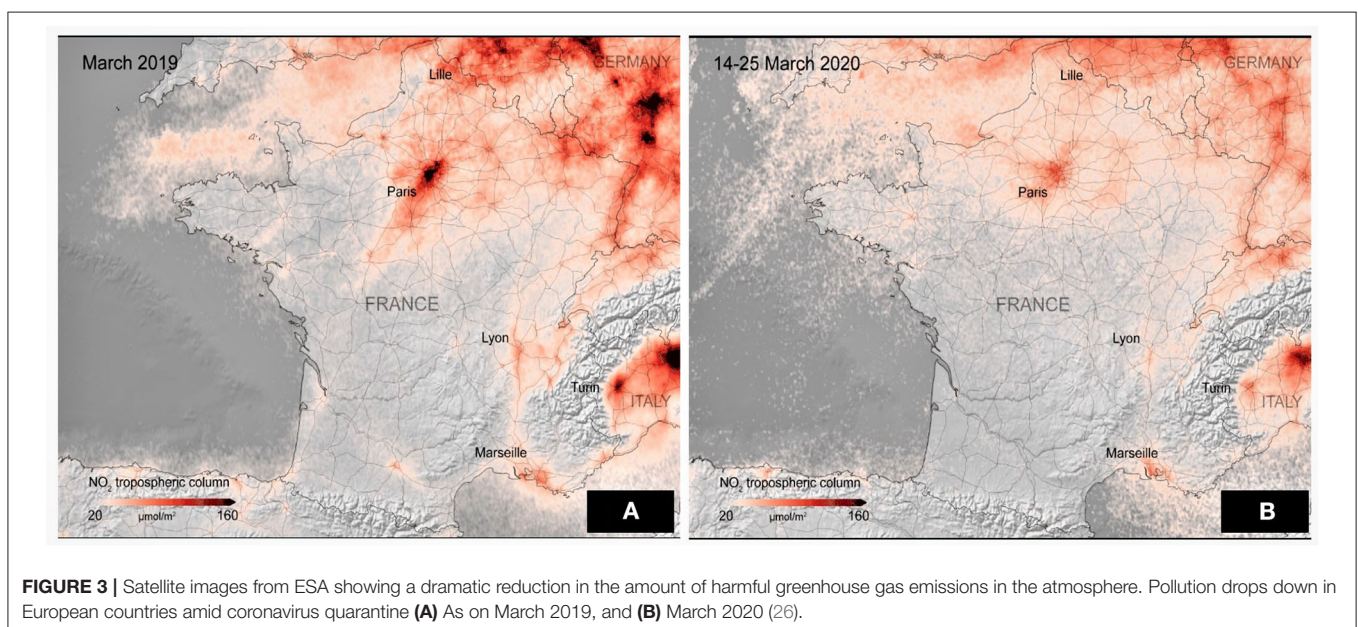 March 2019
Lille
GERMANY
Paris
FRANCE
Lyon
Turin
ITALY
Marseille
NO₂ tropospheric column
20 μmol/m² 160
A
14-25 March 2020
Lille
GERMANY
Paris
FRANCE
Lyon
Turin
ITALY
Marseille
NO₂ tropospheric column
20 μmol/m² 160
B
FIGURE 3 | Satellite images from ESA showing a dramatic reduction in the amount of harmful greenhouse gas emissions in the atmosphere. Pollution drops down in
European countries amid coronavirus quarantine (A) As on March 2019, and (B) March 2020 (26).